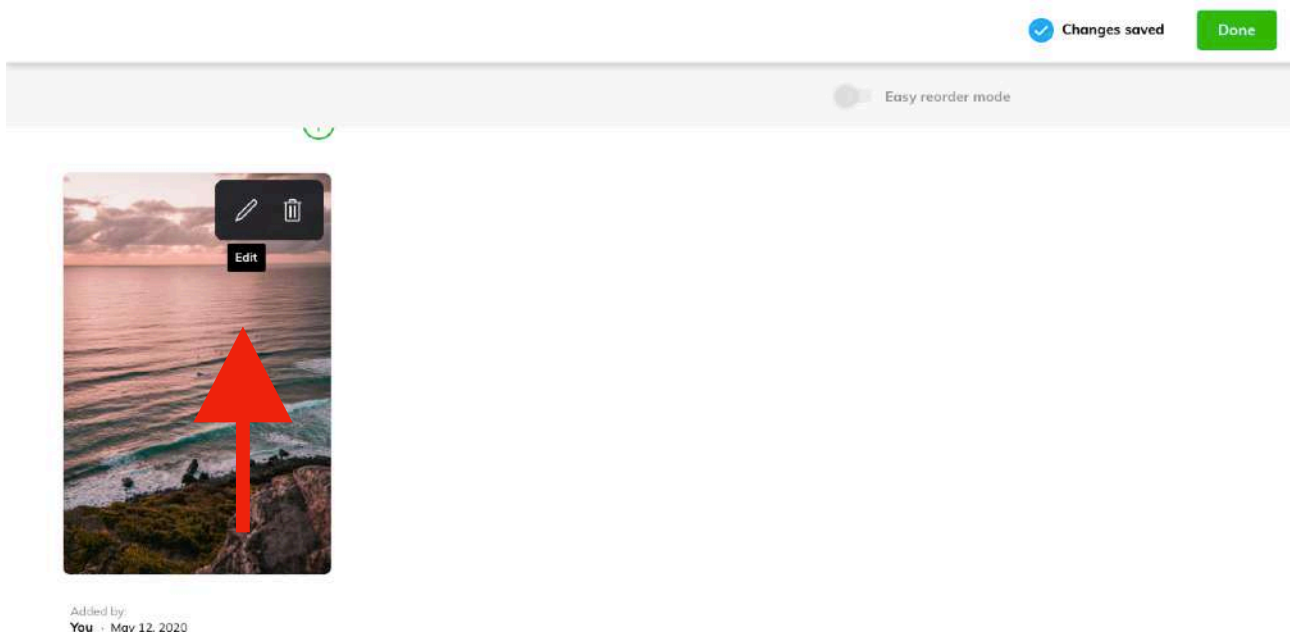 Changes saved
Done
Easy reorder mode
Edit
Added by:
You · May 12, 2020